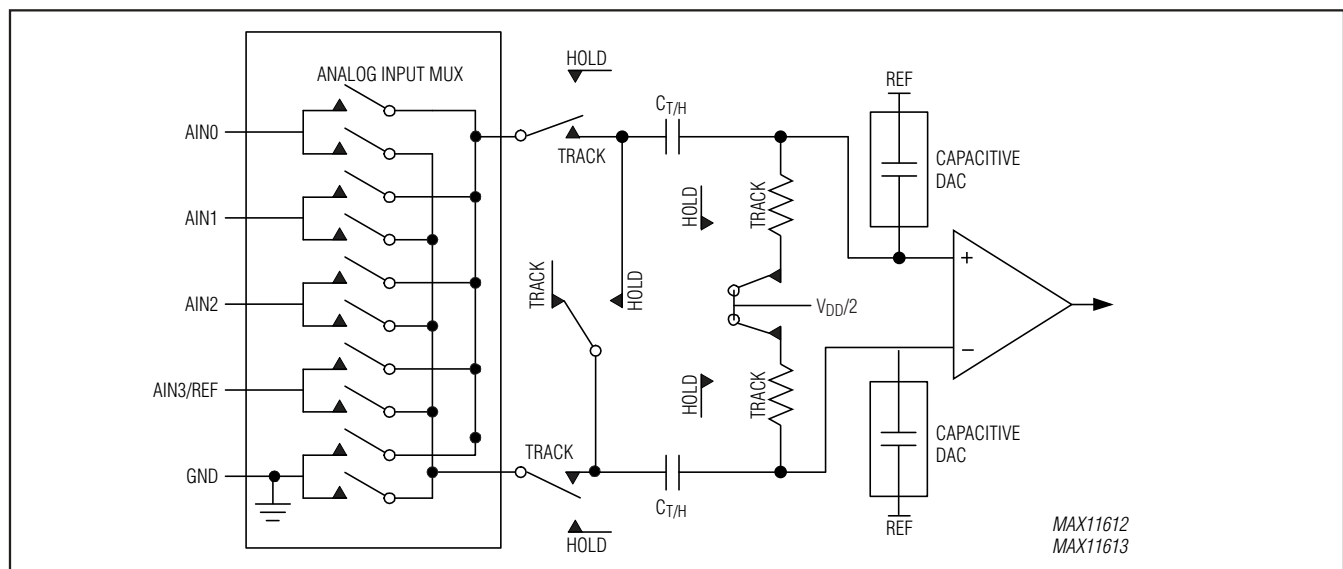 ANALOG INPUT MUX
AIN0
AIN1
AIN2
AIN3/REF
GND
HOLD
TRACK
CT/H
HOLD
TRACK
TRACK
HOLD
VDD/2
HOLD
TRACK
TRACK
HOLD
CT/H
REF
CAPACITIVE
DAC
+
−
CAPACITIVE
DAC
REF
MAX11612
MAX11613